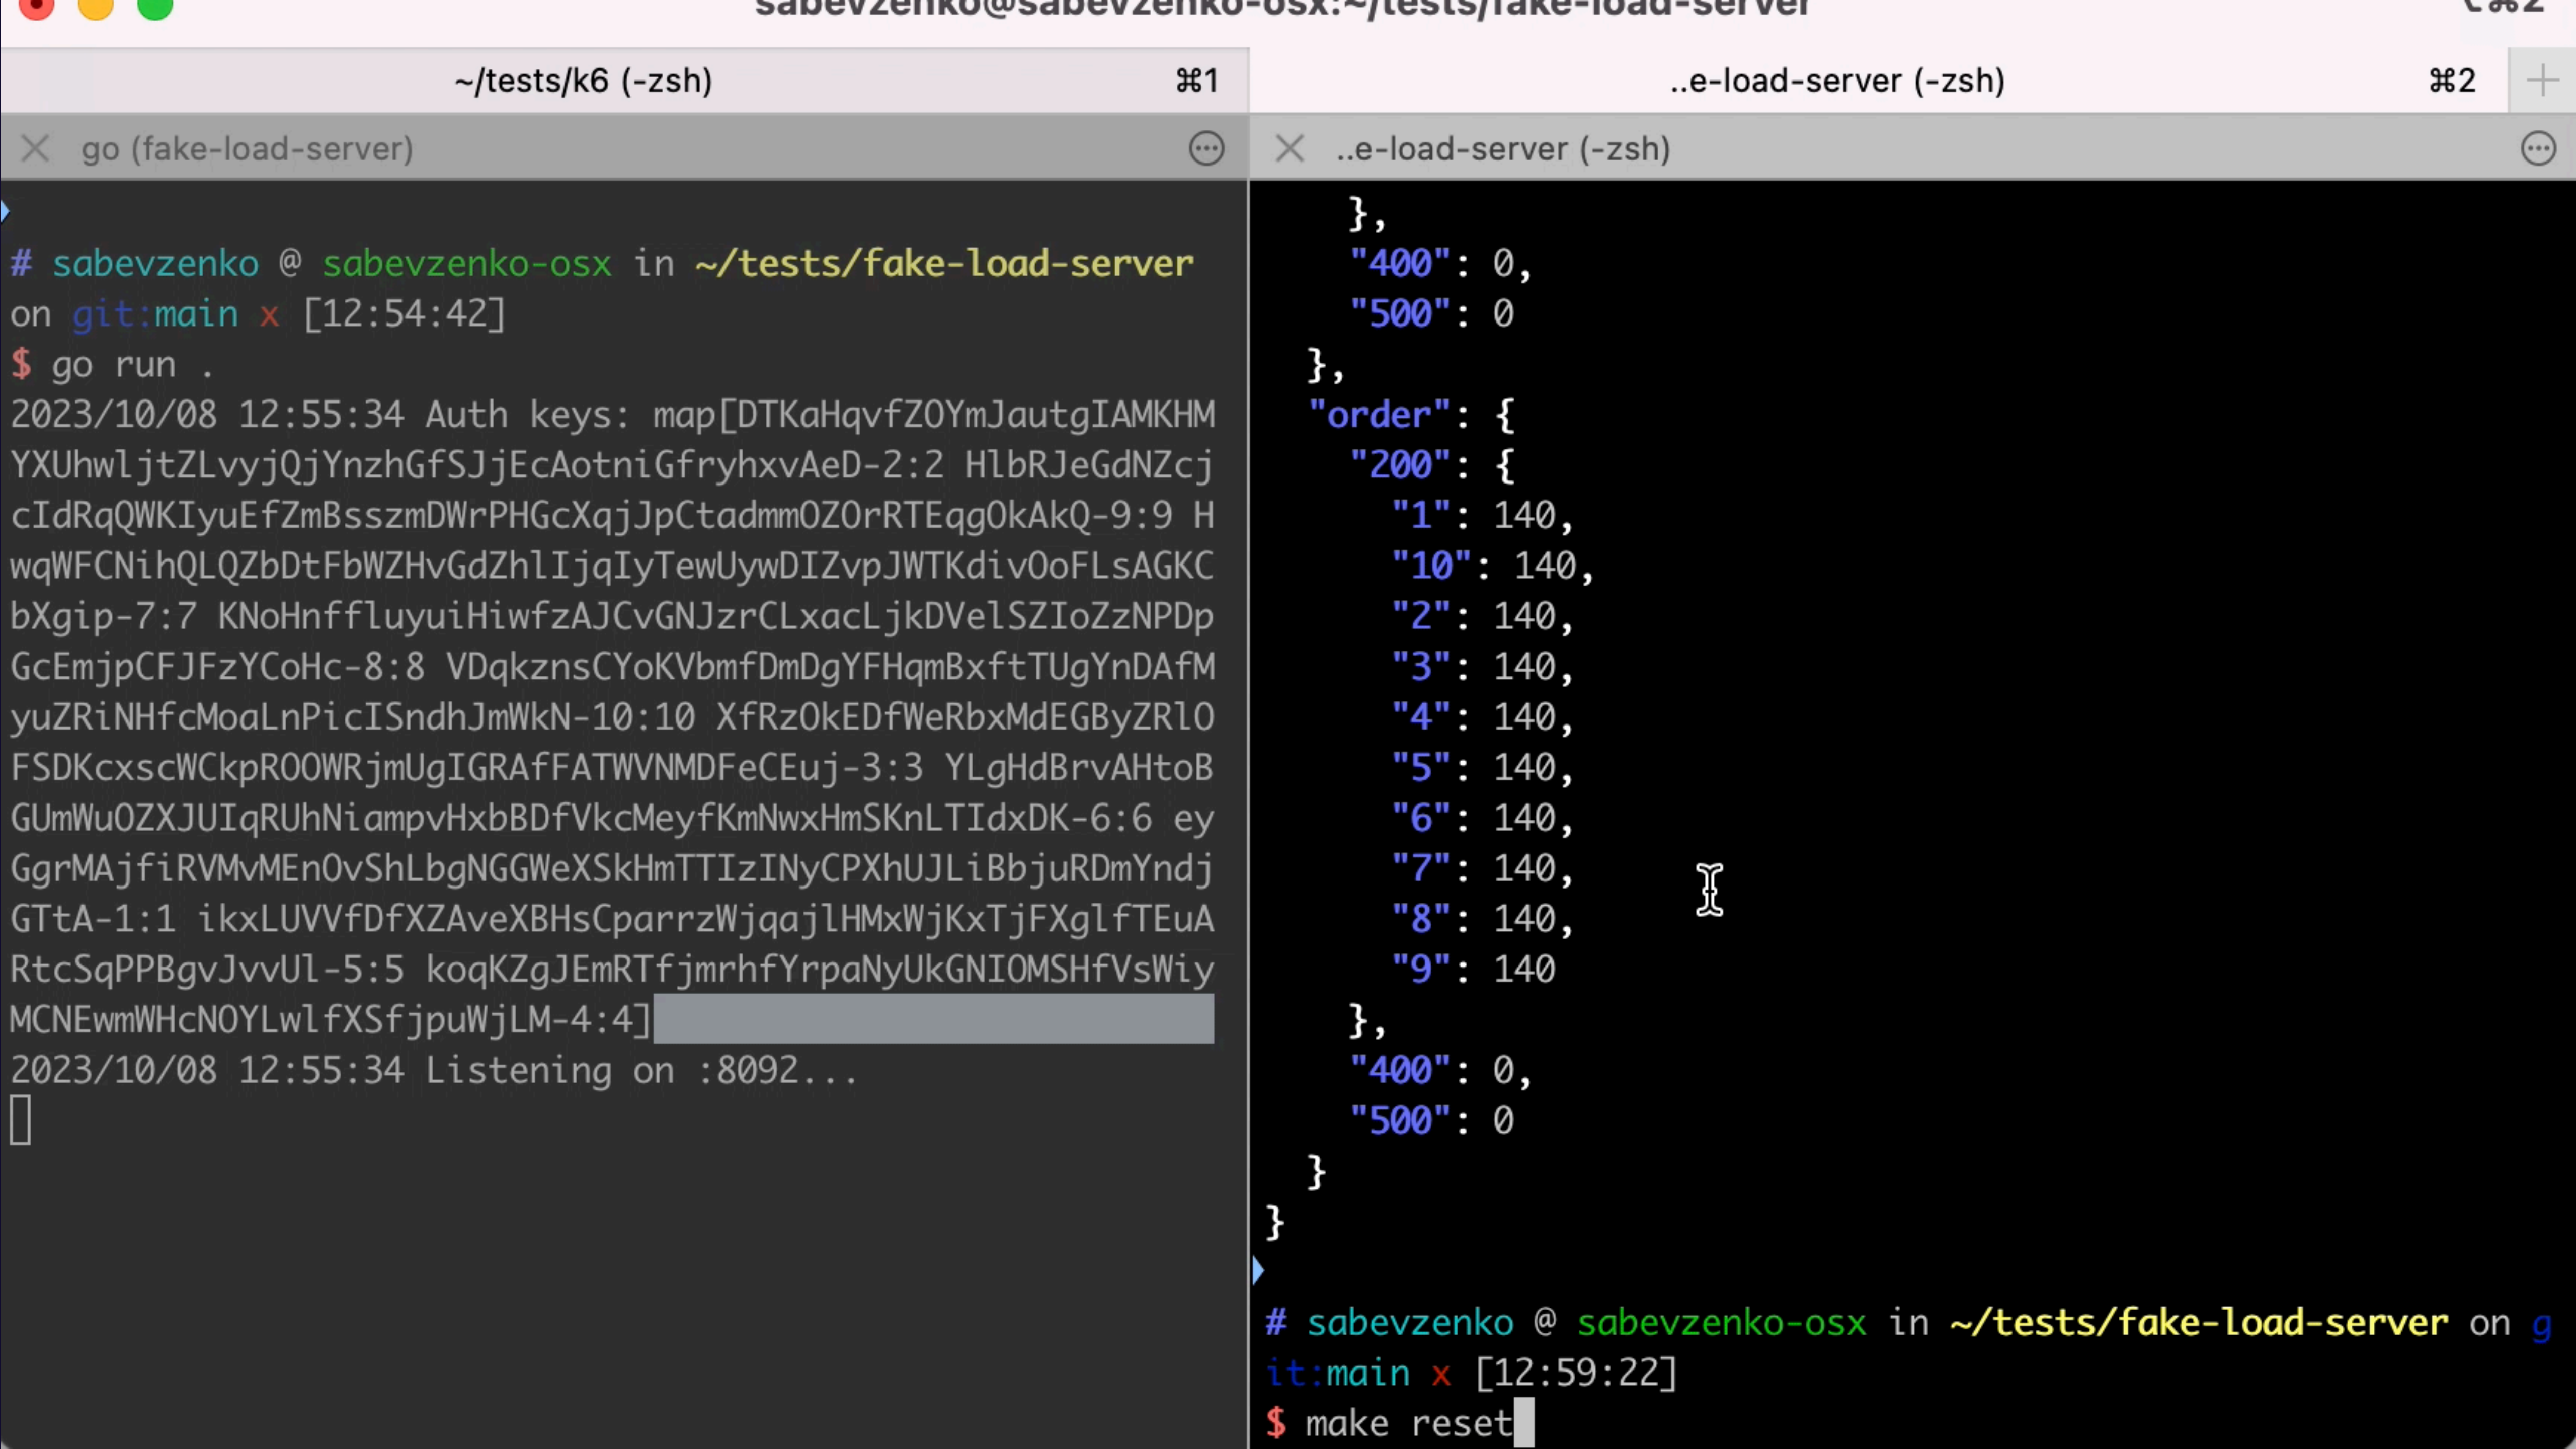 sabevzenko@sabevzenko-osx:~/tests/fake-load-server
⌥⌘2
~/tests/k6 (-zsh) ⌘1
..e-load-server (-zsh) ⌘2
go (fake-load-server)
# sabevzenko @ sabevzenko-osx in ~/tests/fake-load-server
on git:main x [12:54:42]
$ go run .
2023/10/08 12:55:34 Auth keys: map[DTKaHqvfZOYmJautgIAMKHM
YXUhwljtZLvyjQjYnzhGfSJjEcAotniGfryhxvAeD-2:2 HlbRJeGdNZcj
cIdRqQWKIyuEfZmBsszmDWrPHGcXqjJpCtadmmOZOrRTEqgOkAkQ-9:9 H
wqWFCNihQLQZbDtFbWZHvGdZhlIjqIyTewUywDIZvpJWTKdivOoFLsAGKC
bXgip-7:7 KNoHnffluyuiHiwfzAJCvGNJzrCLxacLjkDVelSZIoZzNPDp
GcEmjpCFJFzYCoHc-8:8 VDqkznsCYoKVbmfDmDgYFHqmBxftTUgYnDAfM
yuZRiNHfcMoaLnPicISndhJmWkN-10:10 XfRzOkEDfWeRbxMdEGByZRlO
FSDKcxscWCkpROOWRjmUgIGRAfFATWVNMDFeCEuj-3:3 YLgHdBrvAHtoB
GUmWuOZXJUIqRUhNiampvHxbBDfVkcMeyfKmNwxHmSKnLTIdxDK-6:6 ey
GgrMAjfiRVMvMEnOvShLbgNGGWeXSkHmTTIzINyCPXhUJLiBbjuRDmYndj
GTtA-1:1 ikxLUVVfDfXZAveXBHsCparrzWjqajlHMxWjKxTjFXglfTEuA
RtcSqPPBgvJvvUl-5:5 koqKZgJEmRTfjmrhfYrpaNyUkGNIOMSHfVsWiy
MCNEwmWHcNOYLwlfXSfjpuWjLM-4:4]
2023/10/08 12:55:34 Listening on :8092...
..e-load-server (-zsh)
},
"400": 0,
"500": 0
},
"order": {
"200": {
"1": 140,
"10": 140,
"2": 140,
"3": 140,
"4": 140,
"5": 140,
"6": 140,
"7": 140,
"8": 140,
"9": 140
},
"400": 0,
"500": 0
}
}
# sabevzenko @ sabevzenko-osx in ~/tests/fake-load-server on g
it:main x [12:59:22]
$ make reset